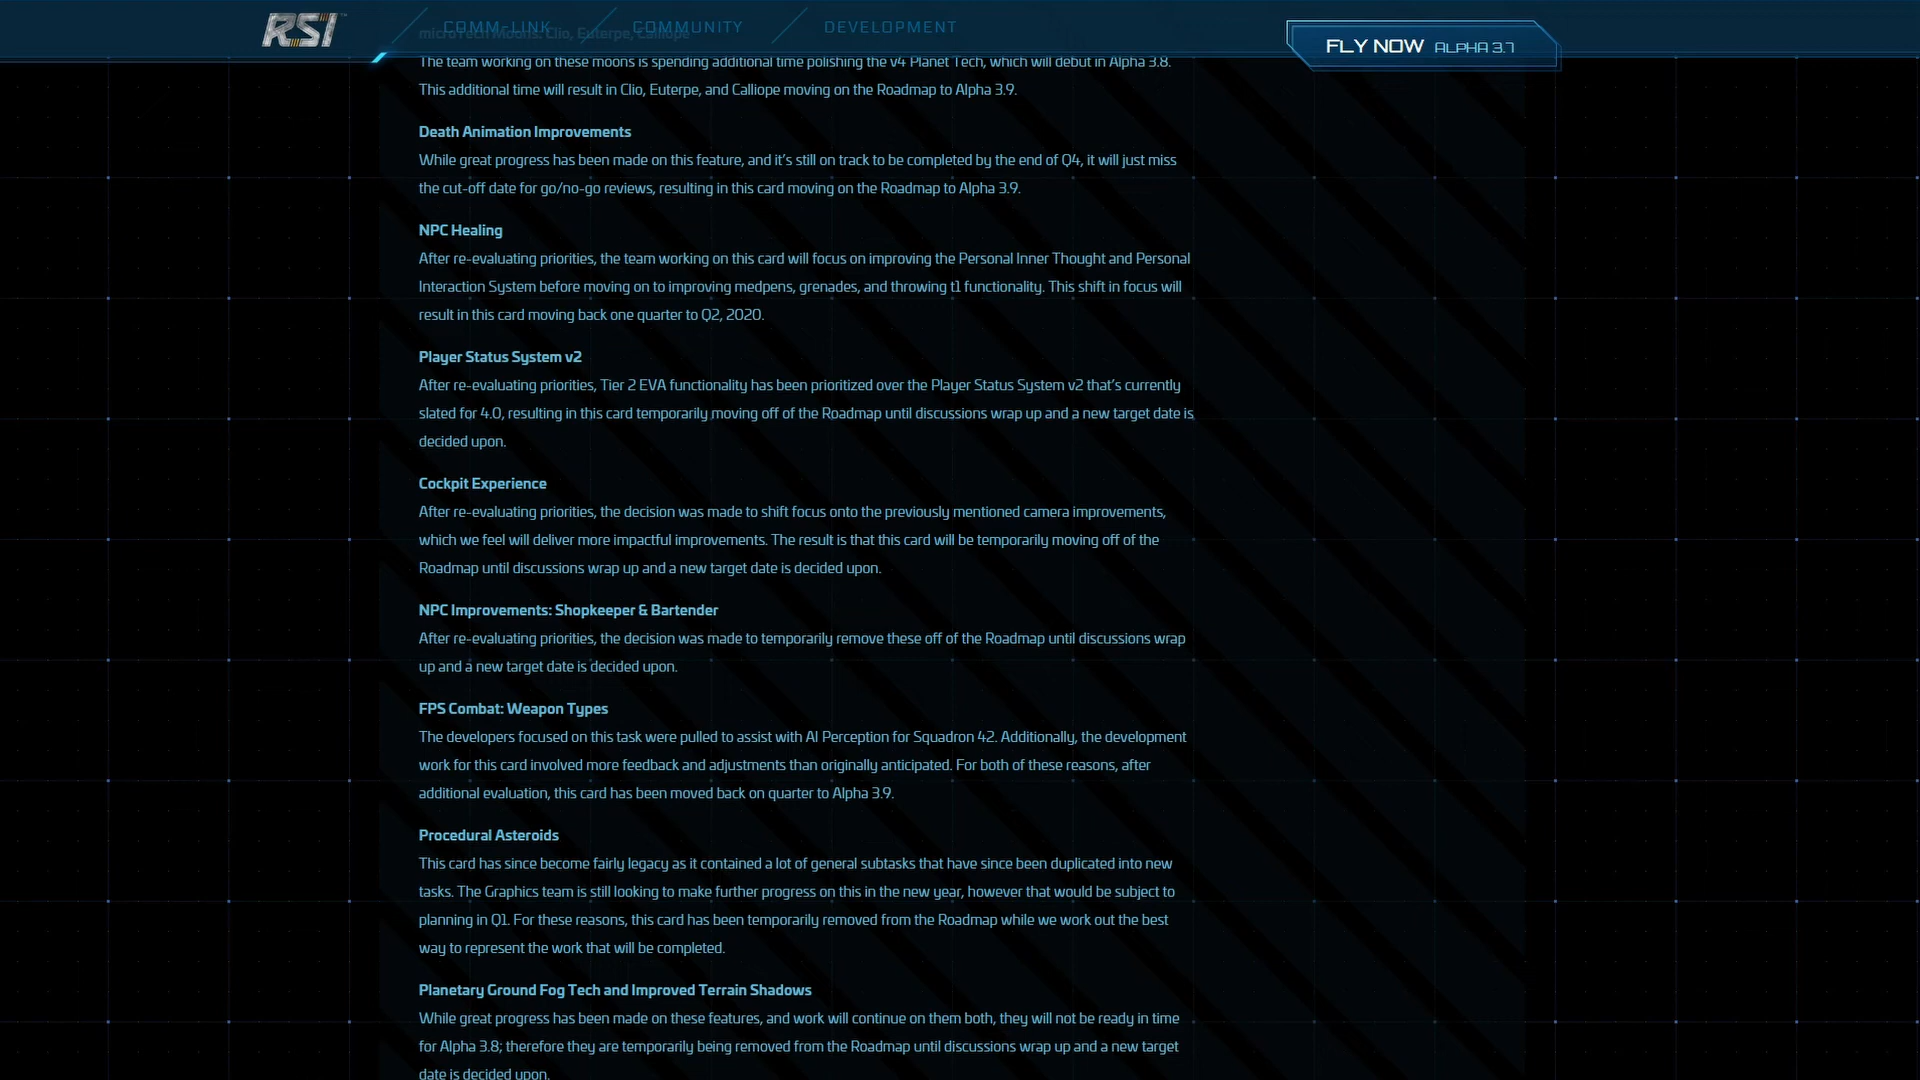 RSI
COMM-LINK
COMMUNITY
DEVELOPMENT
FLY NOW ALPHA 3.7
microTech Moons: Clio, Euterpe, Calliope
The team working on these moons is spending additional time polishing the v4 Planet Tech, which will debut in Alpha 3.8.
This additional time will result in Clio, Euterpe, and Calliope moving on the Roadmap to Alpha 3.9.
Death Animation Improvements
While great progress has been made on this feature, and it's still on track to be completed by the end of Q4, it will just miss
the cut-off date for go/no-go reviews, resulting in this card moving on the Roadmap to Alpha 3.9.
NPC Healing
After re-evaluating priorities, the team working on this card will focus on improving the Personal Inner Thought and Personal
Interaction System before moving on to improving medpens, grenades, and throwing t1 functionality. This shift in focus will
result in this card moving back one quarter to Q2, 2020.
Player Status System v2
After re-evaluating priorities, Tier 2 EVA functionality has been prioritized over the Player Status System v2 that's currently
slated for 4.0, resulting in this card temporarily moving off of the Roadmap until discussions wrap up and a new target date is
decided upon.
Cockpit Experience
After re-evaluating priorities, the decision was made to shift focus onto the previously mentioned camera improvements,
which we feel will deliver more impactful improvements. The result is that this card will be temporarily moving off of the
Roadmap until discussions wrap up and a new target date is decided upon.
NPC Improvements: Shopkeeper & Bartender
After re-evaluating priorities, the decision was made to temporarily remove these off of the Roadmap until discussions wrap
up and a new target date is decided upon.
FPS Combat: Weapon Types
The developers focused on this task were pulled to assist with AI Perception for Squadron 42. Additionally, the development
work for this card involved more feedback and adjustments than originally anticipated. For both of these reasons, after
additional evaluation, this card has been moved back on quarter to Alpha 3.9.
Procedural Asteroids
This card has since become fairly legacy as it contained a lot of general subtasks that have since been duplicated into new
tasks. The Graphics team is still looking to make further progress on this in the new year, however that would be subject to
planning in Q1. For these reasons, this card has been temporarily removed from the Roadmap while we work out the best
way to represent the work that will be completed.
Planetary Ground Fog Tech and Improved Terrain Shadows
While great progress has been made on these features, and work will continue on them both, they will not be ready in time
for Alpha 3.8; therefore they are temporarily being removed from the Roadmap until discussions wrap up and a new target
date is decided upon.